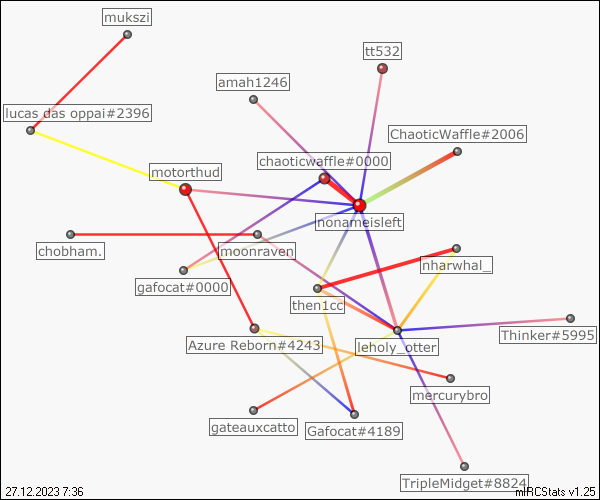 mukszi
tt532
amah1246
lucas das oppai#2396
ChaoticWaffle#2006
chaoticwaffle#0000
motorthud
nonameisleft
chobham.
moonraven
nharwhal_
gafocat#0000
then1cc
Thinker#5995
Azure Reborn#4243
leholy_otter
mercurybro
gateauxcatto
Gafocat#4189
TripleMidget#8824
27.12.2023 7:36
mIRCStats v1.25